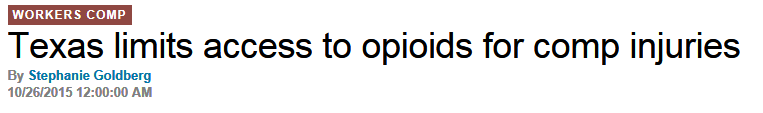 WORKERS COMP
Texas limits access to opioids for comp injuries
By Stephanie Goldberg
10/26/2015 12:00:00 AM